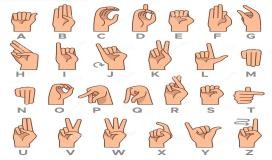 A B C D E F G
H I J K L M
N O P Q R S T
U V W X Y Z